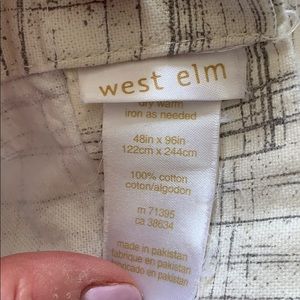 west elm
dry warm
iron as needed
48in x 96in
122cm x 244cm
100% cotton
coton/algodon
m 71395
ca 38634
made in pakistan
fabrique en pakistan
fabricado en pakistan